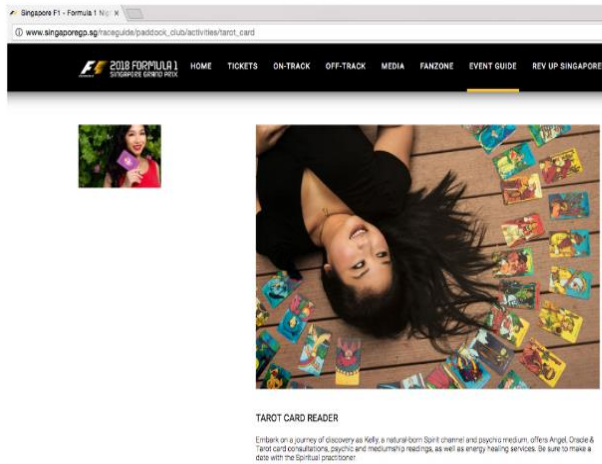 Singapore F1 - Formula 1 Nig
www.singaporegp.sg/raceguide/paddock_club/activities/tarot_card
2018 FORMULA 1
SINGAPORE GRAND PRIX
HOME TICKETS ON-TRACK OFF-TRACK MEDIA FANZONE EVENT GUIDE REV UP SINGAPORE
TAROT CARD READER
Embark on a journey of discovery as Kelly, a natural-born Spirit channel and psychic medium, offers Angel, Oracle &
Tarot card consultations, psychic and mediumship readings, as well as energy healing services. Be sure to make a
date with the Spiritual practitioner